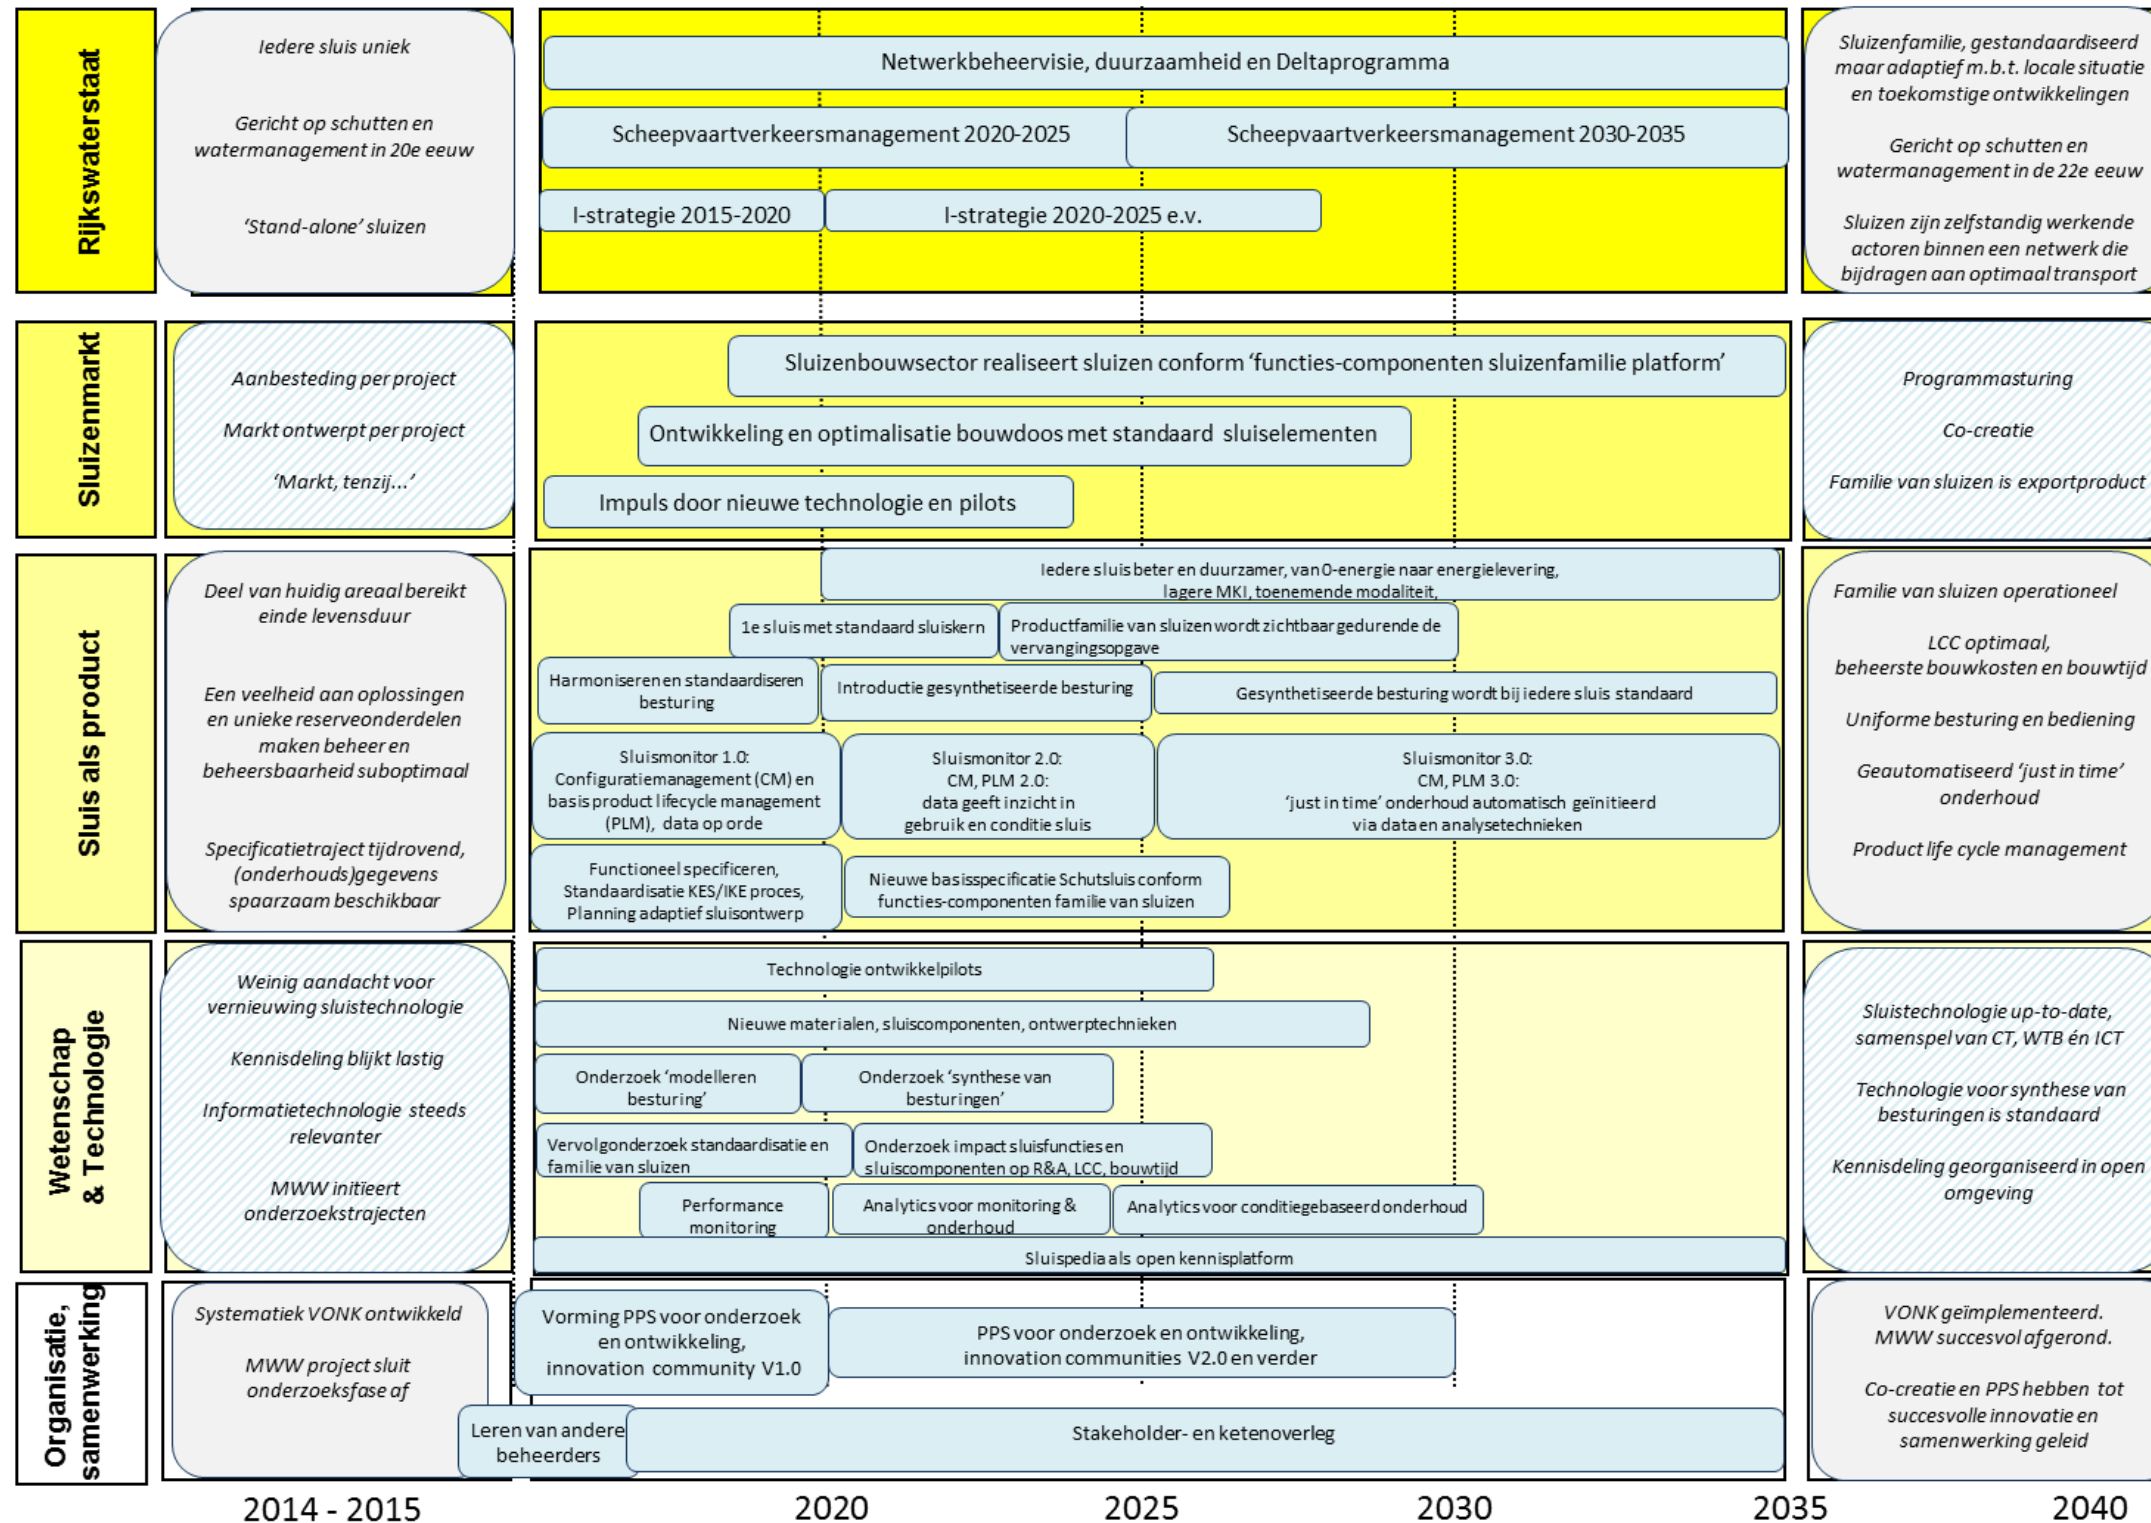 Rijkswaterstaat
Iedere sluis uniek
Gericht op schutten en
watermanagement in 20e eeuw
‘Stand-alone’ sluizen
Netwerkbeheervisie, duurzaamheid en Deltaprogramma
Scheepvaartverkeersmanagement 2020-2025
Scheepvaartverkeersmanagement 2030-2035
I-strategie 2015-2020
I-strategie 2020-2025 e.v.
Sluizenfamilie, gestandaardiseerd
maar adaptief m.b.t. locale situatie
en toekomstige ontwikkelingen
Gericht op schutten en
watermanagement in de 22e eeuw
Sluizen zijn zelfstandig werkende
actoren binnen een netwerk die
bijdragen aan optimaal transport
Sluizenmarkt
Aanbesteding per project
Markt ontwerpt per project
‘Markt, tenzij...’
Sluizenbouwsector realiseert sluizen conform ‘functies-componenten sluizenfamilie platform’
Ontwikkeling en optimalisatie bouwdoos met standaard sluiselementen
Impuls door nieuwe technologie en pilots
Programmasturing
Co-creatie
Familie van sluizen is exportproduct
Sluis als product
Deel van huidig areaal bereikt
einde levensduur
Een veelheid aan oplossingen
en unieke reserveonderdelen
maken beheer en
beheersbaarheid suboptimaal
Specificatietraject tijdrovend,
(onderhouds)gegevens
spaarzaam beschikbaar
Iedere sluis beter en duurzamer, van 0-energie naar energielevering,
lagere MKI, toenemende modaliteit,
1e sluis met standaard sluiskern
Productfamilie van sluizen wordt zichtbaar gedurende de
vervangingsopgave
Harmoniseren en standaardiseren
besturing
Introductie gesynthetiseerde besturing
Gesynthetiseerde besturing wordt bij iedere sluis standaard
Sluismonitor 1.0:
Configuratiemanagement (CM) en
basis product lifecycle management
(PLM), data op orde
Sluismonitor 2.0:
CM, PLM 2.0:
data geeft inzicht in
gebruik en conditie sluis
Sluismonitor 3.0:
CM, PLM 3.0:
‘just in time’ onderhoud automatisch geïnitieerd
via data en analysetechnieken
Functioneel specificeren,
Standaardisatie KES/IKE proces,
Planning adaptief sluisontwerp
Nieuwe basisspecificatie Schutsluis conform
functies-componenten familie van sluizen
Familie van sluizen operationeel
LCC optimaal,
beheerste bouwkosten en bouwtijd
Uniforme besturing en bediening
Geautomatiseerd ‘just in time’
onderhoud
Product life cycle management
Wetenschap
& Technologie
Weinig aandacht voor
vernieuwing sluistechnologie
Kennisdeling blijkt lastig
Informatietechnologie steeds
relevanter
MWW initïeert
onderzoekstrajecten
Technologie ontwikkelpilots
Nieuwe materialen, sluiscomponenten, ontwerptechnieken
Onderzoek ‘modelleren
besturing’
Onderzoek ‘synthese van
besturingen’
Vervolgonderzoek standaardisatie en
familie van sluizen
Onderzoek impact sluisfuncties en
sluiscomponenten op R&A, LCC, bouwtijd
Performance
monitoring
Analytics voor monitoring &
onderhoud
Analytics voor conditiegebaseerd onderhoud
Sluispedia als open kennisplatform
Sluistechnologie up-to-date,
samenspel van CT, WTB én ICT
Technologie voor synthese van
besturingen is standaard
Kennisdeling georganiseerd in open
omgeving
Organisatie,
samenwerking
Systematiek VONK ontwikkeld
MWW project sluit
onderzoeksfase af
Vorming PPS voor onderzoek
en ontwikkeling,
innovation community V1.0
PPS voor onderzoek en ontwikkeling,
innovation communities V2.0 en verder
Leren van andere
beheerders
Stakeholder- en ketenoverleg
VONK geïmplementeerd.
MWW succesvol afgerond.
Co-creatie en PPS hebben tot
succesvolle innovatie en
samenwerking geleid
2014 - 2015
2020
2025
2030
2035
2040